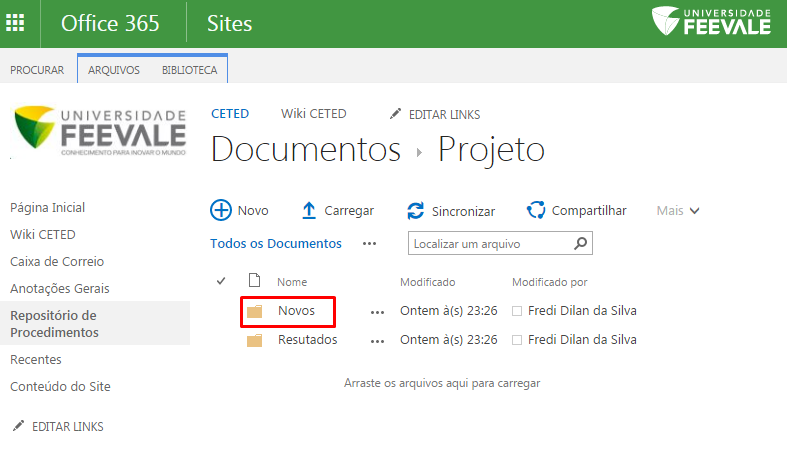 Office 365 Sites UNIVERSIDADE FEEVALE
PROCURAR ARQUIVOS BIBLIOTECA
UNIVERSIDADE
FEEVALE
CONHECIMENTO PARA INOVAR O MUNDO
CETED Wiki CETED EDITAR LINKS
Documentos Projeto
Novo Carregar Sincronizar Compartilhar Mais
Todos os Documentos ... Localizar um arquivo
Nome Modificado Modificado por
Novos ... Ontem à(s) 23:26 Fredi Dilan da Silva
Resutados ... Ontem à(s) 23:26 Fredi Dilan da Silva
Arraste os arquivos aqui para carregar
Página Inicial
Wiki CETED
Caixa de Correio
Anotações Gerais
Repositório de
Procedimentos
Recentes
Conteúdo do Site
EDITAR LINKS